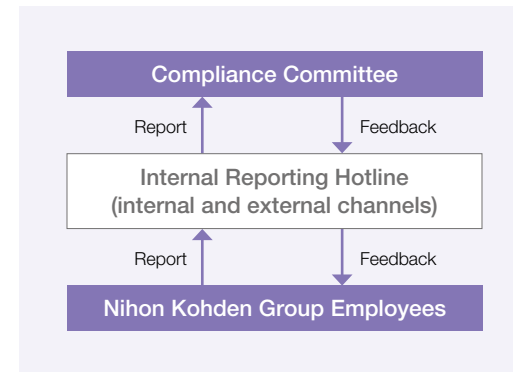 Compliance Committee
Report
Feedback
Internal Reporting Hotline
(internal and external channels)
Report
Feedback
Nihon Kohden Group Employees